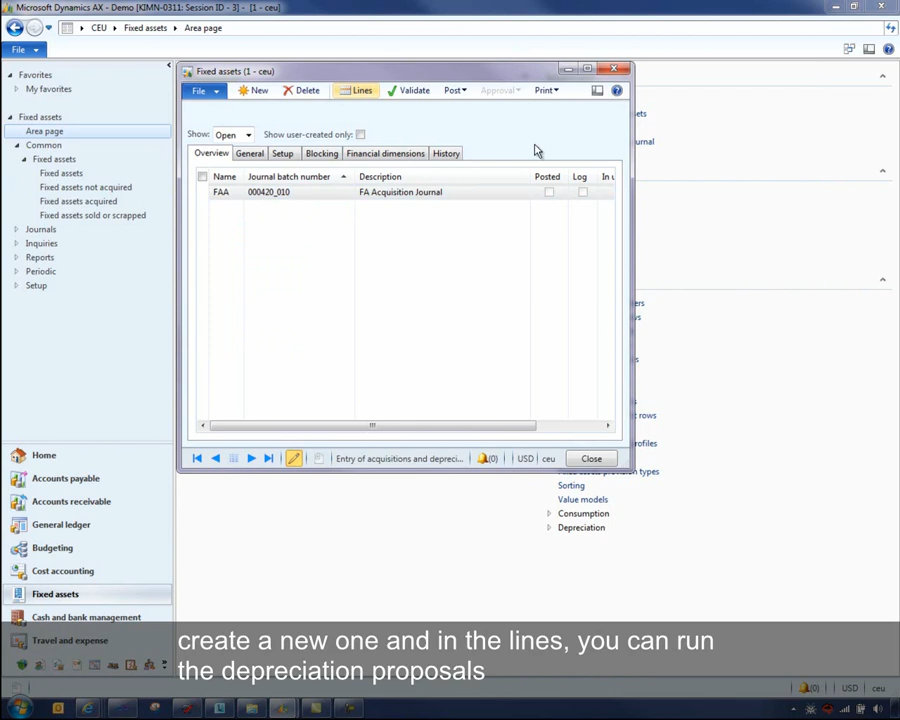 Microsoft Dynamics AX - Demo [KIMN-0311: Session ID - 3] - [1 - ceu]
CEU
Fixed assets
Area page
File
Favorites
My favorites
Fixed assets
Area page
Common
Fixed assets
Fixed assets
Fixed assets not acquired
Fixed assets acquired
Fixed assets sold or scrapped
Journals
Inquiries
Reports
Periodic
Setup
Home
Accounts payable
Accounts receivable
General ledger
Budgeting
Cost accounting
Fixed assets
Cash and bank management
Travel and expense
Fixed assets (1 - ceu)
File
New
Delete
Lines
Validate
Post
Approval
Print
Show: Open
Show user-created only:
Overview
General
Setup
Blocking
Financial dimensions
History
Name
Journal batch number
Description
Posted
Log
In u
FAA
000420_010
FA Acquisition Journal
Entry of acquisitions and depreci...
(0)
USD
ceu
Close
Sorting
Value models
Consumption
Depreciation
create a new one and in the lines, you can run
the depreciation proposals
(0)
USD
ceu